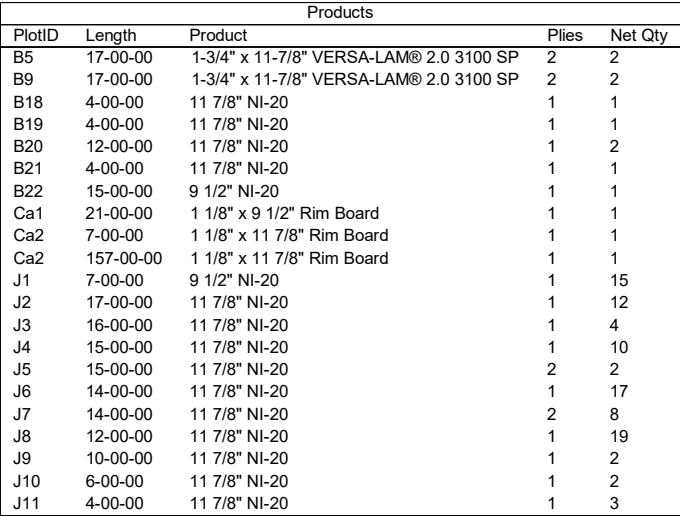 Products
PlotID Length Product Plies Net Qty
B5 17-00-00 1-3/4" x 11-7/8" VERSA-LAM® 2.0 3100 SP 2 2
B9 17-00-00 1-3/4" x 11-7/8" VERSA-LAM® 2.0 3100 SP 2 2
B18 4-00-00 11 7/8" NI-20 1 1
B19 4-00-00 11 7/8" NI-20 1 1
B20 12-00-00 11 7/8" NI-20 1 2
B21 4-00-00 11 7/8" NI-20 1 1
B22 15-00-00 9 1/2" NI-20 1 1
Ca1 21-00-00 1 1/8" x 9 1/2" Rim Board 1 1
Ca2 7-00-00 1 1/8" x 11 7/8" Rim Board 1 1
Ca2 157-00-00 1 1/8" x 11 7/8" Rim Board 1 1
J1 7-00-00 9 1/2" NI-20 1 15
J2 17-00-00 11 7/8" NI-20 1 12
J3 16-00-00 11 7/8" NI-20 1 4
J4 15-00-00 11 7/8" NI-20 1 10
J5 15-00-00 11 7/8" NI-20 2 2
J6 14-00-00 11 7/8" NI-20 1 17
J7 14-00-00 11 7/8" NI-20 2 8
J8 12-00-00 11 7/8" NI-20 1 19
J9 10-00-00 11 7/8" NI-20 1 2
J10 6-00-00 11 7/8" NI-20 1 2
J11 4-00-00 11 7/8" NI-20 1 3